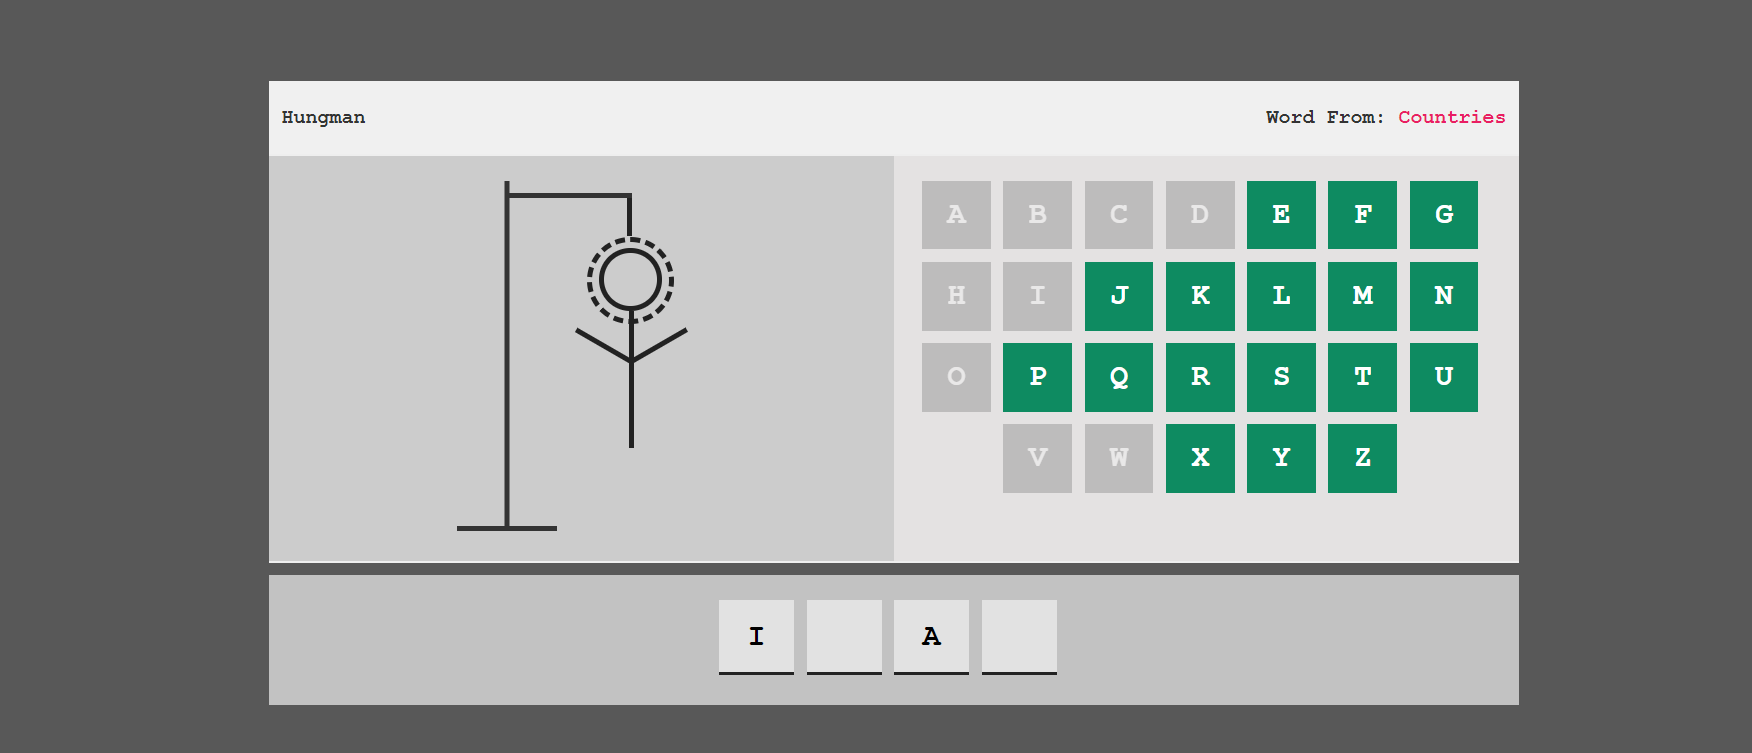 Hungman
Word From: Countries
A B C D E F G
H I J K L M N
O P Q R S T U
V W X Y Z
I A